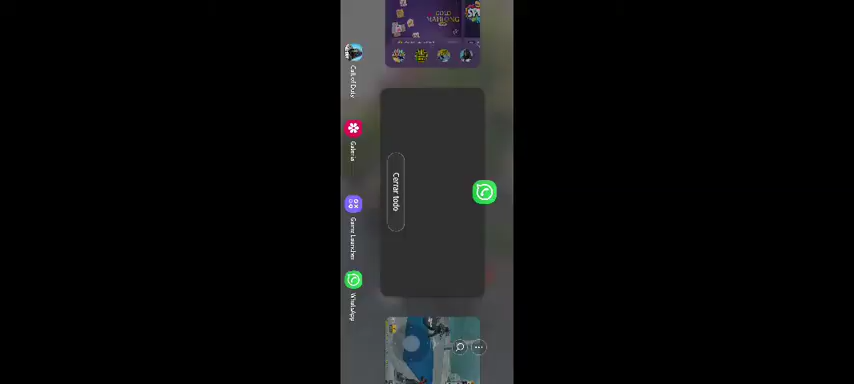 GOLD
MAHJONG
Cerrar todo
Call of Duty
Galería
Game Launcher
WhatsApp